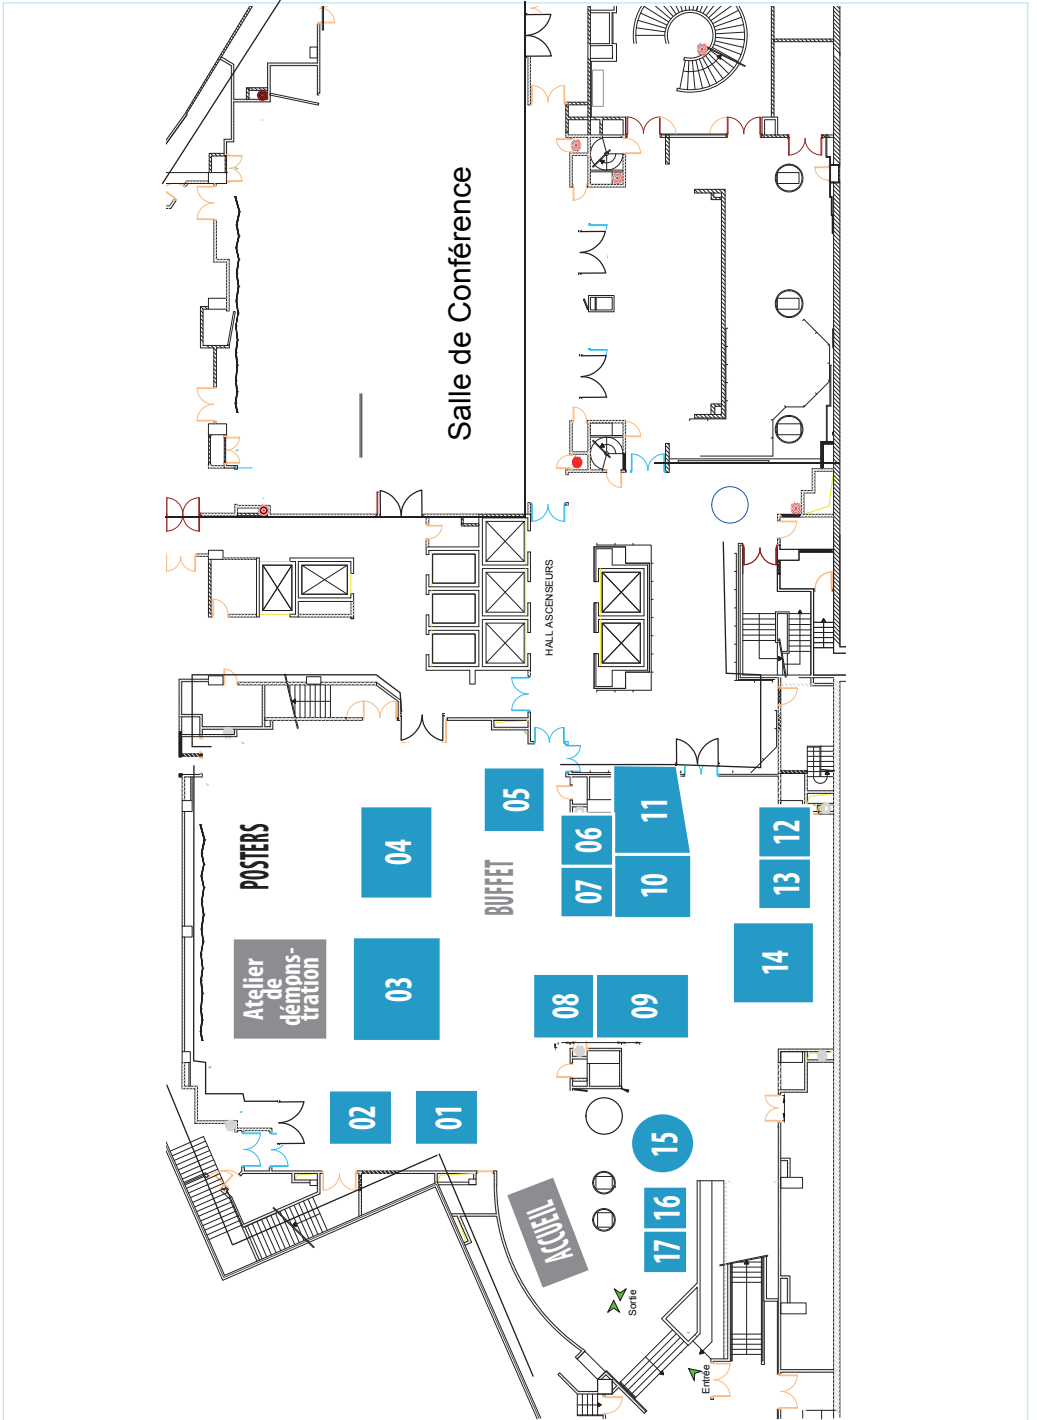 Salle de Conférence
HALL ASCENSEURS
POSTERS
BUFFET
Atelier
de
démons-
tration
05
04
11
06
12
07
10
13
03
14
08
09
02
01
15
16
17
ACCUEIL
Sortie
Entrée